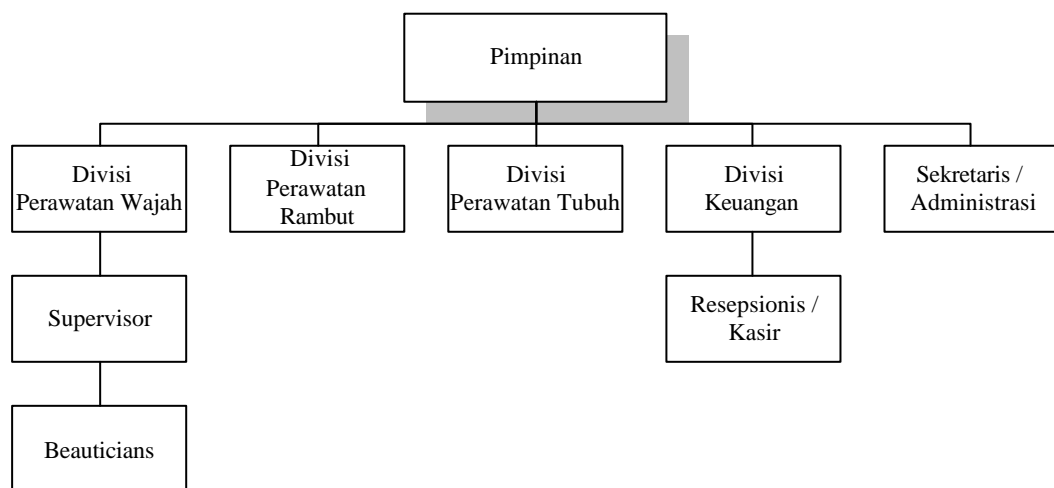 Pimpinan
Divisi
Perawatan Wajah
Divisi
Perawatan
Rambut
Divisi
Perawatan Tubuh
Divisi
Keuangan
Sekretaris /
Administrasi
Supervisor
Resepsionis /
Kasir
Beauticians